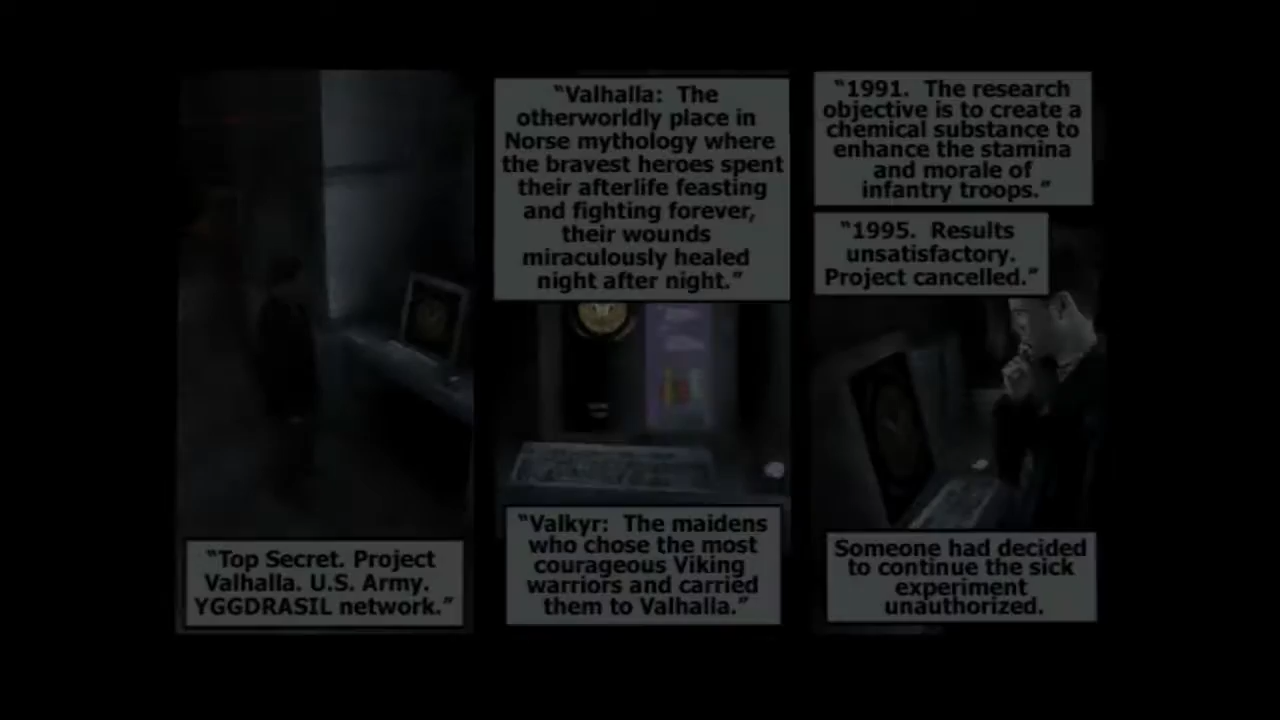 “Top Secret. Project
Valhalla. U.S. Army.
YGGDRASIL network.”
“Valhalla: The
otherworldly place in
Norse mythology where
the bravest heroes spent
their afterlife feasting
and fighting forever,
their wounds
miraculously healed
night after night.”
“Valkyr: The maidens
who chose the most
courageous Viking
warriors and carried
them to Valhalla.”
“1991. The research
objective is to create a
chemical substance to
enhance the stamina
and morale of
infantry troops.”
“1995. Results
unsatisfactory.
Project cancelled.”
Someone had decided
to continue the sick
experiment
unauthorized.